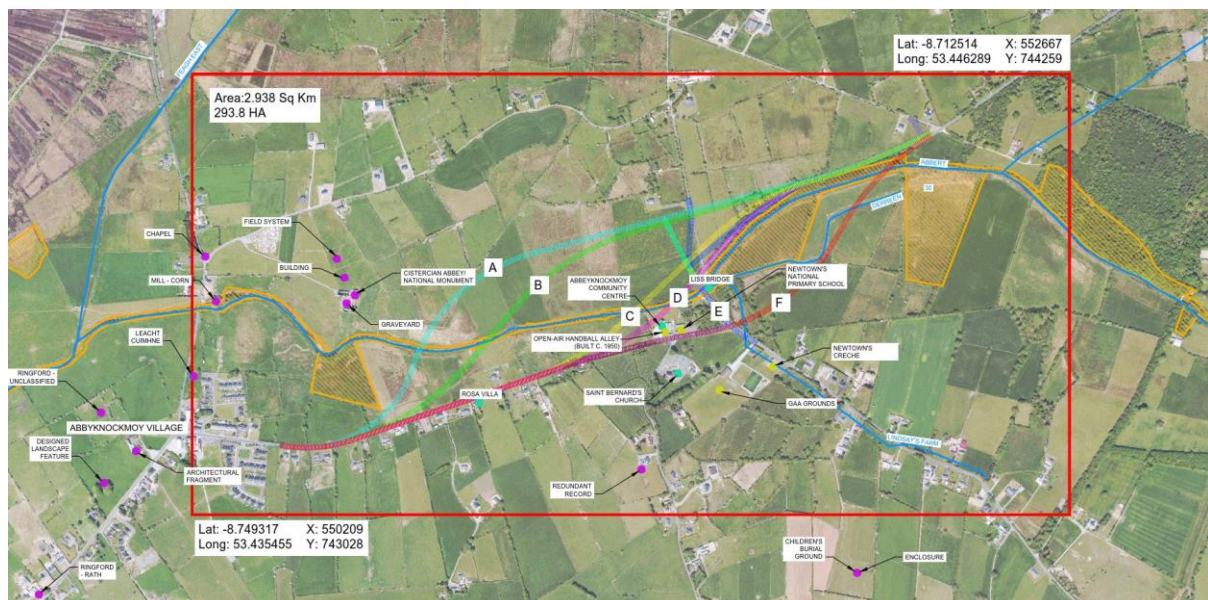 TEAGH EAST
Lat: -8.712514 X: 552667
Long: 53.446289 Y: 744259
Area:2.938 Sq Km
293.8 HA
ABBERT
30
DERREEN
FIELD SYSTEM
CHAPEL
BUILDING
MILL - CORN
CISTERCIAN ABBEY/
NATIONAL MONUMENT
GRAVEYARD
A
B
ABBEYKNOCKMOY
COMMUNITY
CENTRE
LISS BRIDGE
NEWTOWN'S
NATIONAL
PRIMARY SCHOOL
C
D
E
F
OPEN-AIR HANDBALL ALLEY
(BUILT C. 1950)
LEACHT
CUIMHNE
RINGFORD -
UNCLASSIFIED
ROSA VILLA
SAINT BERNARD'S
CHURCH
NEWTOWN'S
CRECHE
GAA GROUNDS
ABBYKNOCKMOY VILLAGE
DESIGNED
LANDSCAPE
FEATURE
ARCHITECTURAL
FRAGMENT
LINDSAY'S FARM
REDUNDANT
RECORD
Lat: -8.749317 X: 550209
Long: 53.435455 Y: 743028
CHILDREN'S
BURIAL
GROUND
ENCLOSURE
RINGFORD
- RATH